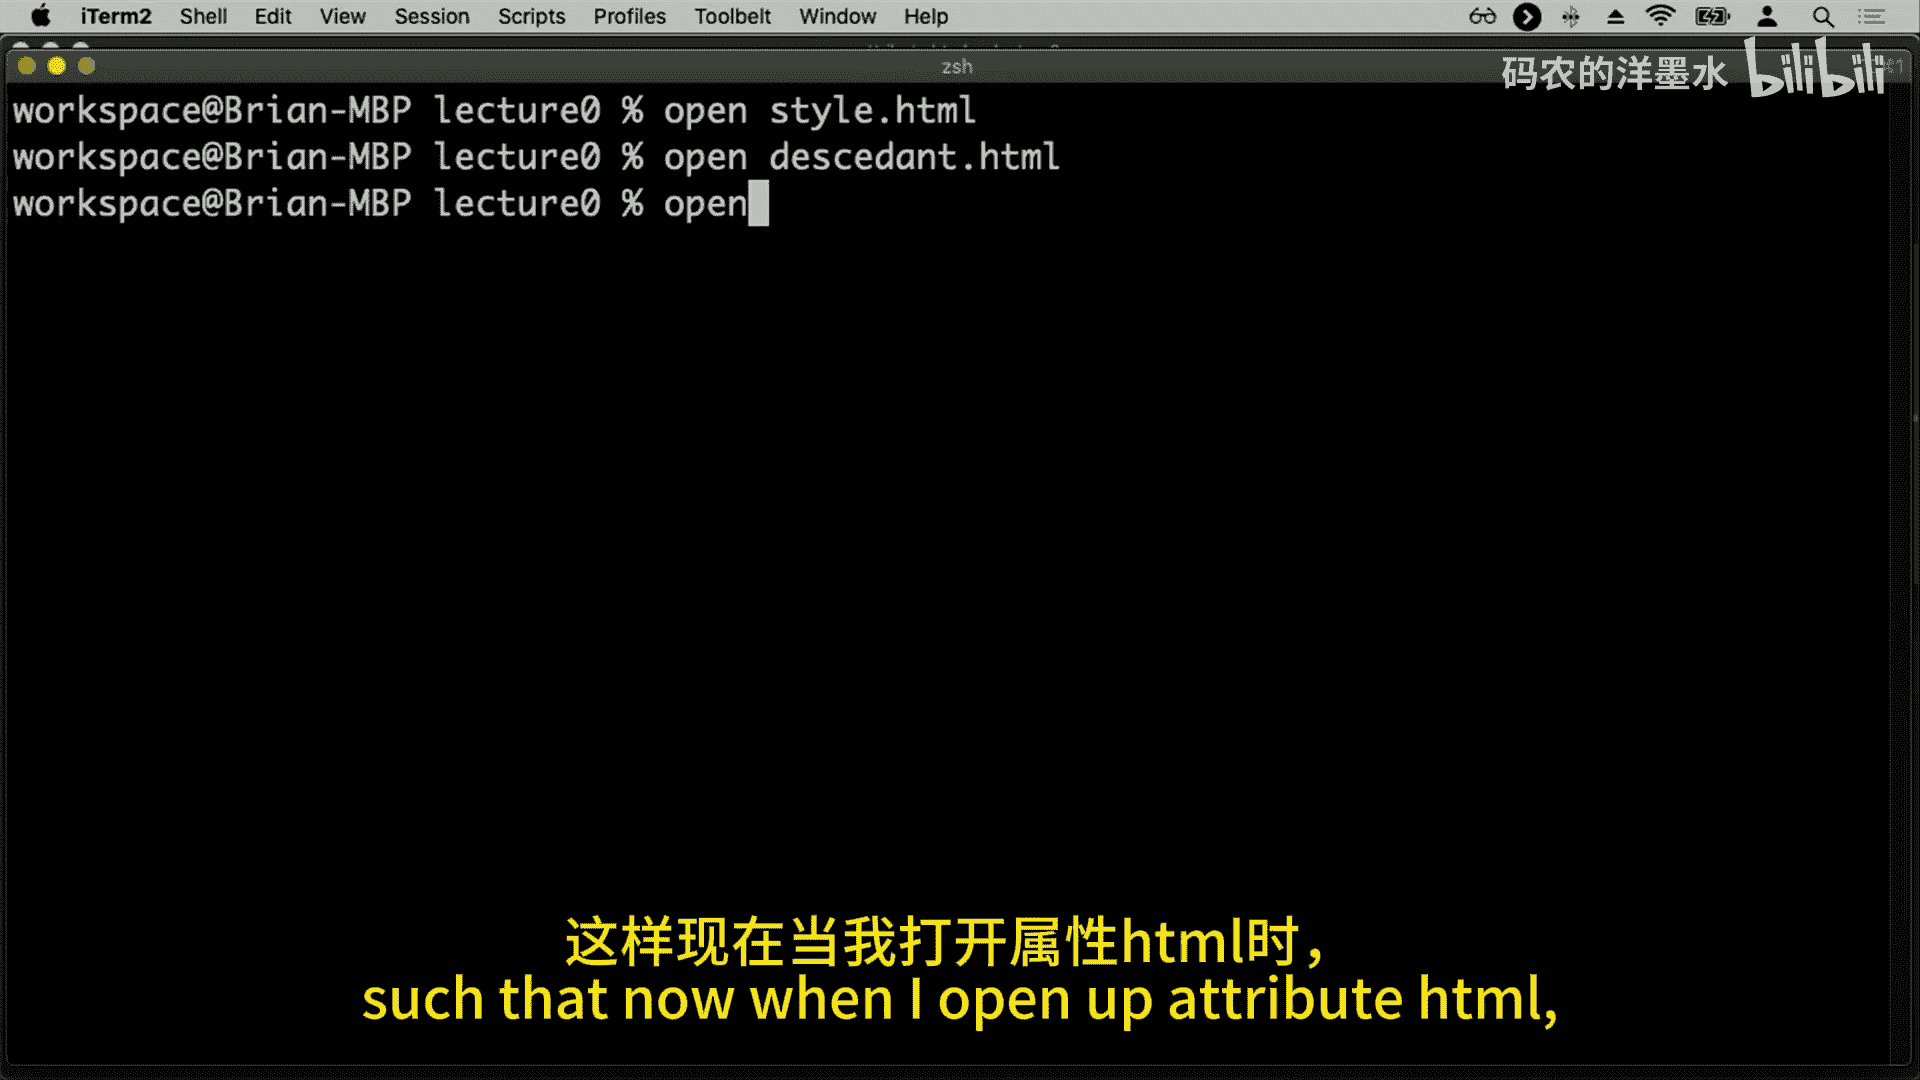 iTerm2 Shell Edit View Session Scripts Profiles Toolbelt Window Help
zsh
码农的洋墨水 bilibili
workspace@Brian-MBP lecture0 % open style.html
workspace@Brian-MBP lecture0 % open descedant.html
workspace@Brian-MBP lecture0 % open
这样现在当我打开属性html时，
such that now when I open up attribute html,